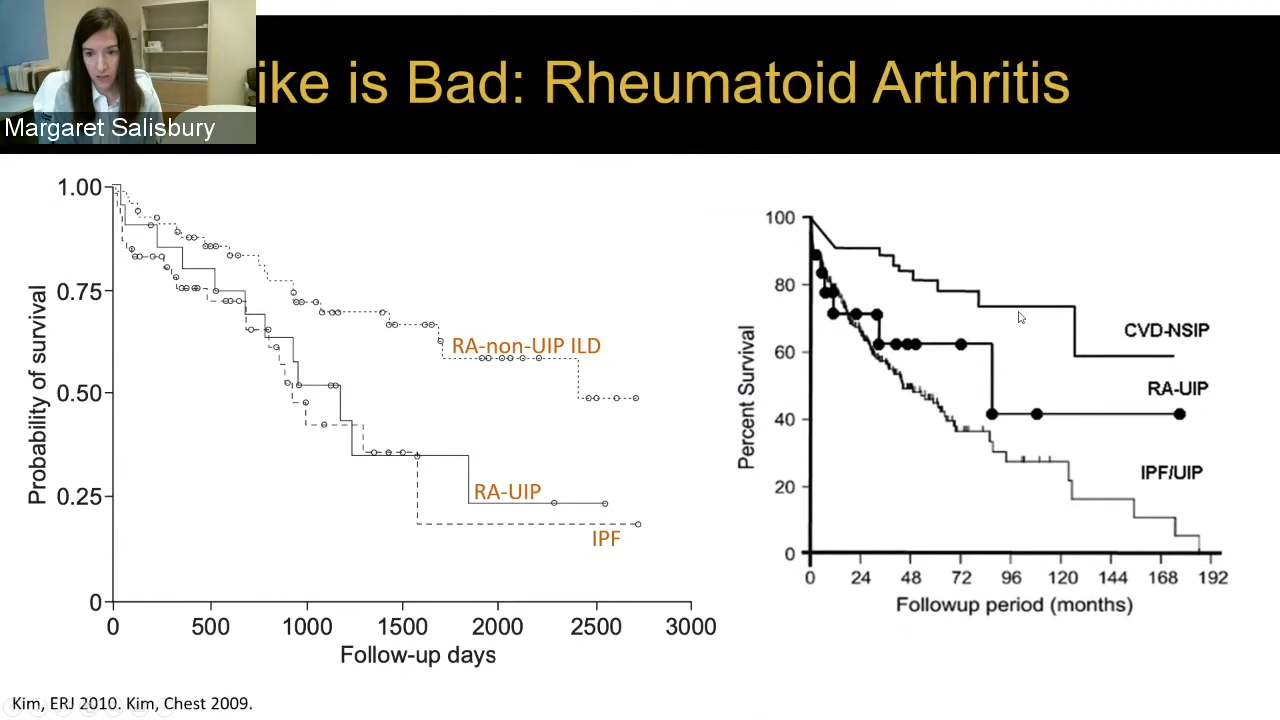 ike is Bad: Rheumatoid Arthritis
Margaret Salisbury
1.00
0.75
0.50
0.25
0
Probability of survival
RA-non-UIP ILD
RA-UIP
IPF
0 500 1000 1500 2000 2500 3000
Follow-up days
100
80
60
40
20
0
Percent Survival
CVD-NSIP
RA-UIP
IPF/UIP
0 24 48 72 96 120 144 168 192
Followup period (months)
Kim, ERJ 2010. Kim, Chest 2009.